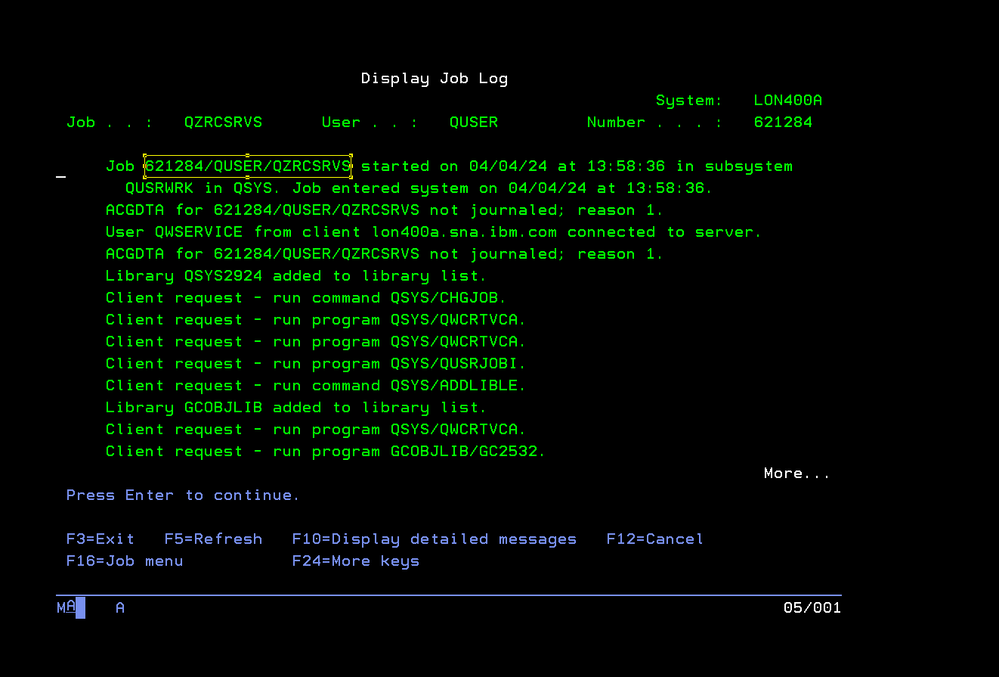 Display Job Log
System:   LON400A
Job . . :   QZRCSRVS      User . . :   QUSER         Number . . . :   621284
Job 621284/QUSER/QZRCSRVS started on 04/04/24 at 13:58:36 in subsystem
QUSRWRK in QSYS. Job entered system on 04/04/24 at 13:58:36.
ACGDTA for 621284/QUSER/QZRCSRVS not journaled; reason 1.
User QWSERVICE from client lon400a.sna.ibm.com connected to server.
ACGDTA for 621284/QUSER/QZRCSRVS not journaled; reason 1.
Library QSYS2924 added to library list.
Client request - run command QSYS/CHGJOB.
Client request - run program QSYS/QWCRTVCA.
Client request - run program QSYS/QWCRTVCA.
Client request - run program QSYS/QUSRJOBI.
Client request - run command QSYS/ADDLIBLE.
Library GCOBJLIB added to library list.
Client request - run program QSYS/QWCRTVCA.
Client request - run program GCOBJLIB/GC2532.
More...
Press Enter to continue.
F3=Exit   F5=Refresh   F10=Display detailed messages   F12=Cancel
F16=Job menu           F24=More keys
MA   A   05/001